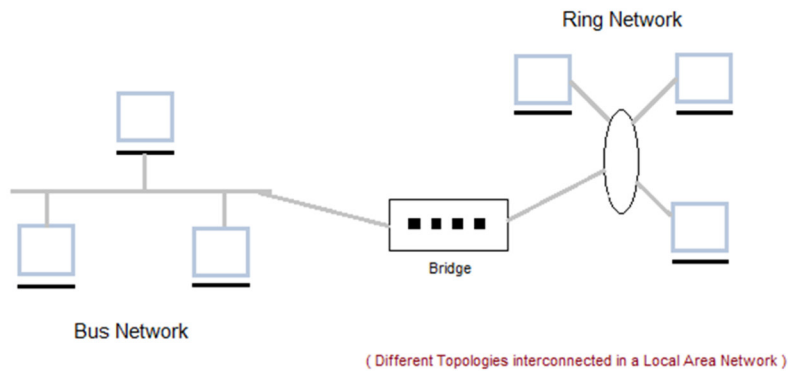 Ring Network
Bridge
Bus Network
( Different Topologies interconnected in a Local Area Network )